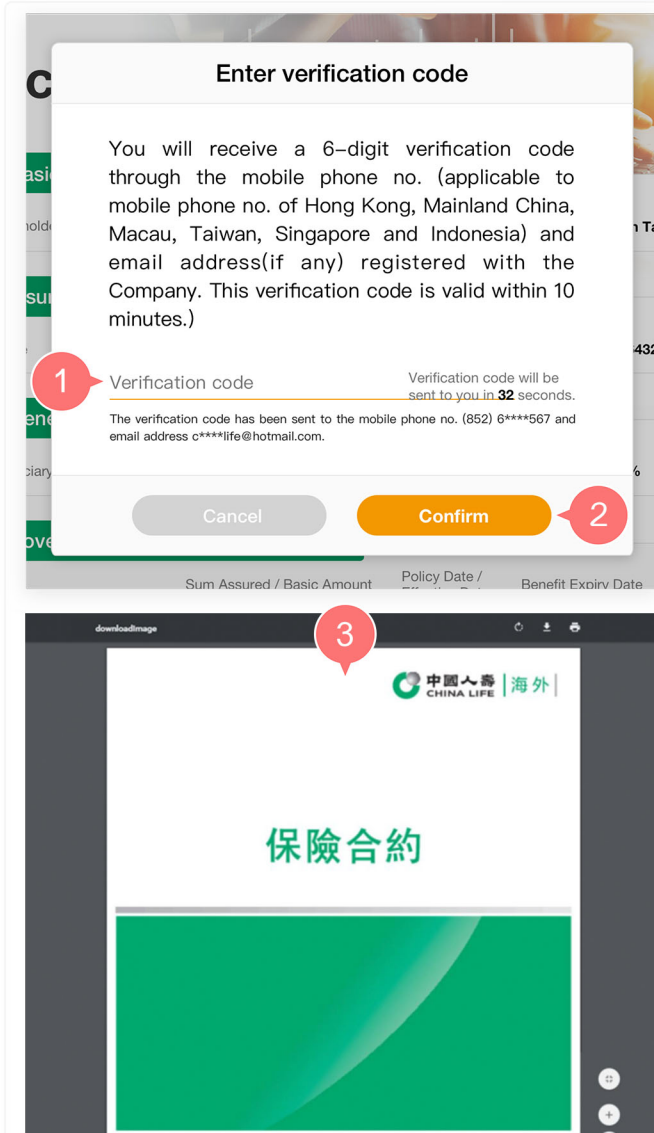 Enter verification code
You will receive a 6-digit verification code
through the mobile phone no. (applicable to
mobile phone no. of Hong Kong, Mainland China,
Macau, Taiwan, Singapore and Indonesia) and
email address(if any) registered with the
Company. This verification code is valid within 10
minutes.)
1
Verification code
Verification code will be
sent to you in 32 seconds.
The verification code has been sent to the mobile phone no. (852) 6****567 and
email address c****life@hotmail.com.
Cancel
Confirm
2
Sum Assured / Basic Amount
Policy Date /
Benefit Expiry Date
downloadImage
3
中國人壽
CHINA LIFE
海外
保險合約